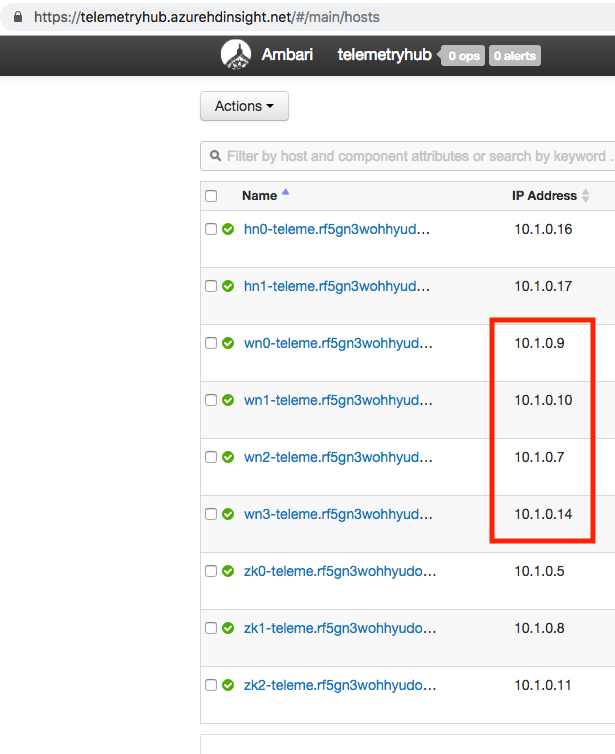 https://telemetryhub.azurehdinsight.net/#/main/hosts
Ambari telemetryhub 0 ops 0 alerts
Actions
Filter by host and component attributes or search by keyword .
Name IP Address
hn0-teleme.rf5gn3wohhyud... 10.1.0.16
hn1-teleme.rf5gn3wohhyud... 10.1.0.17
wn0-teleme.rf5gn3wohhyud... 10.1.0.9
wn1-teleme.rf5gn3wohhyud... 10.1.0.10
wn2-teleme.rf5gn3wohhyud... 10.1.0.7
wn3-teleme.rf5gn3wohhyud... 10.1.0.14
zk0-teleme.rf5gn3wohhyudo... 10.1.0.5
zk1-teleme.rf5gn3wohhyudo... 10.1.0.8
zk2-teleme.rf5gn3wohhyudo... 10.1.0.11